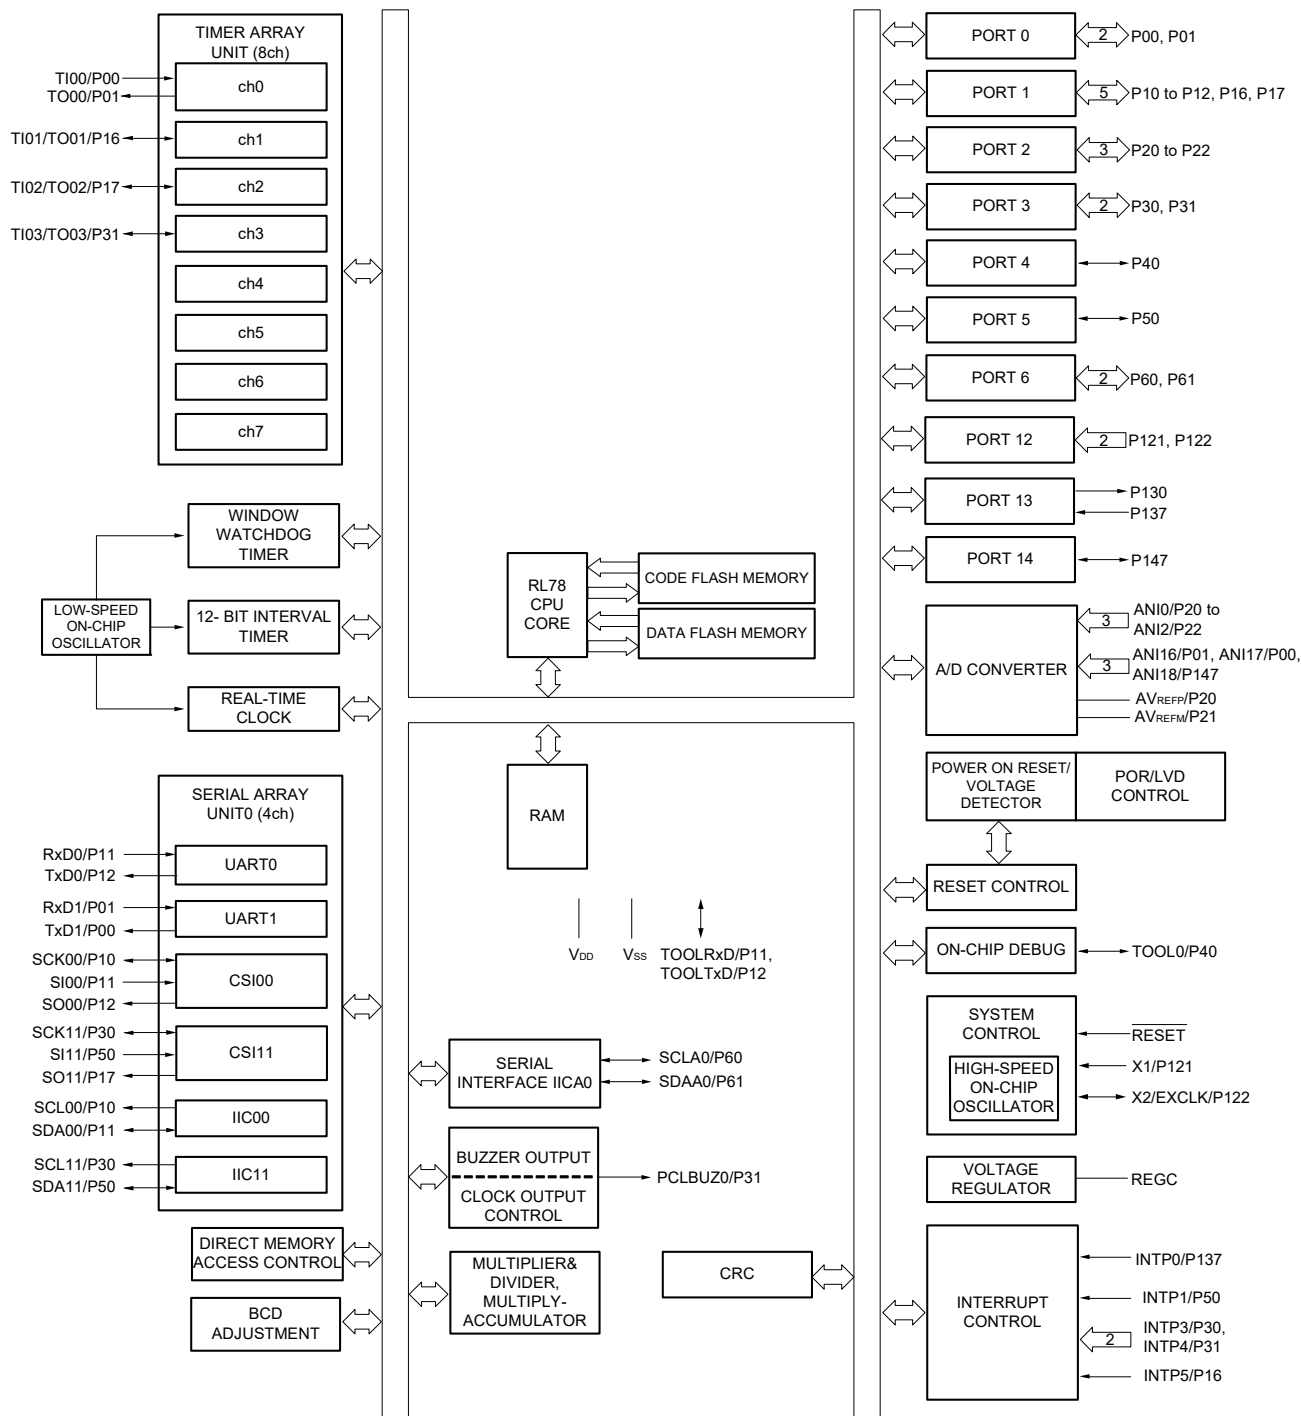 TIMER ARRAY
UNIT (8ch)
TI00/P00
TO00/P01
ch0
TI01/TO01/P16
ch1
TI02/TO02/P17
ch2
TI03/TO03/P31
ch3
ch4
ch5
ch6
ch7
WINDOW
WATCHDOG
TIMER
LOW-SPEED
ON-CHIP
OSCILLATOR
12- BIT INTERVAL
TIMER
REAL-TIME
CLOCK
SERIAL ARRAY
UNIT0 (4ch)
RxD0/P11
TxD0/P12
UART0
RxD1/P01
TxD1/P00
UART1
SCK00/P10
SI00/P11
SO00/P12
CSI00
SCK11/P30
SI11/P50
SO11/P17
CSI11
SCL00/P10
SDA00/P11
IIC00
SCL11/P30
SDA11/P50
IIC11
DIRECT MEMORY
ACCESS CONTROL
BCD
ADJUSTMENT
RL78
CPU
CORE
CODE FLASH MEMORY
DATA FLASH MEMORY
RAM
VDD
VSS
TOOLRxD/P11,
TOOLTxD/P12
SERIAL
INTERFACE IICA0
SCLA0/P60
SDAA0/P61
BUZZER OUTPUT
CLOCK OUTPUT
CONTROL
PCLBUZ0/P31
MULTIPLIER&
DIVIDER,
MULTIPLY-
ACCUMULATOR
CRC
PORT 0
2
P00, P01
PORT 1
5
P10 to P12, P16, P17
PORT 2
3
P20 to P22
PORT 3
2
P30, P31
PORT 4
P40
PORT 5
P50
PORT 6
2
P60, P61
PORT 12
2
P121, P122
PORT 13
P130
P137
PORT 14
P147
A/D CONVERTER
3
ANI0/P20 to
ANI2/P22
3
ANI16/P01, ANI17/P00,
ANI18/P147
AVREFP/P20
AVREFM/P21
POWER ON RESET/
VOLTAGE
DETECTOR
POR/LVD
CONTROL
RESET CONTROL
ON-CHIP DEBUG
TOOL0/P40
SYSTEM
CONTROL
HIGH-SPEED
ON-CHIP
OSCILLATOR
RESET
X1/P121
X2/EXCLK/P122
VOLTAGE
REGULATOR
REGC
INTERRUPT
CONTROL
INTP0/P137
INTP1/P50
2
INTP3/P30,
INTP4/P31
INTP5/P16